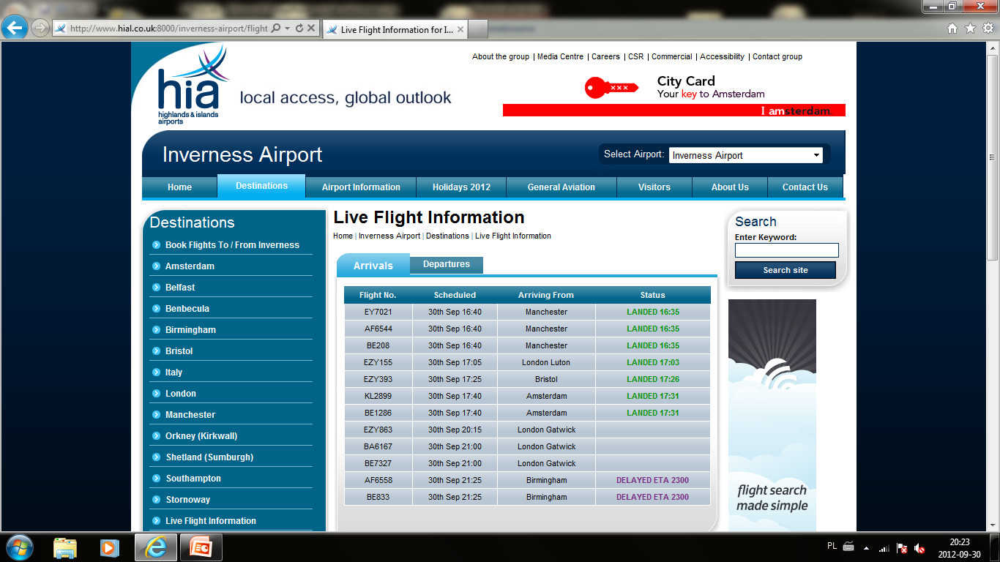 http://www.hial.co.uk:8000/inverness-airport/flight
Live Flight Information for I...
About the group | Media Centre | Careers | CSR | Commercial | Accessibility | Contact group
hia
highlands & islands
airports
local access, global outlook
City Card
Your key to Amsterdam
xxx
I amsterdam.
Inverness Airport
Select Airport: Inverness Airport
Home Destinations Airport Information Holidays 2012 General Aviation Visitors About Us Contact Us
Destinations
Book Flights To / From Inverness
Amsterdam
Belfast
Benbecula
Birmingham
Bristol
Italy
London
Manchester
Orkney (Kirkwall)
Shetland (Sumburgh)
Southampton
Stornoway
Live Flight Information
Live Flight Information
Home | Inverness Airport | Destinations | Live Flight Information
Arrivals Departures
Flight No. Scheduled Arriving From Status
EY7021 30th Sep 16:40 Manchester LANDED 16:35
AF6544 30th Sep 16:40 Manchester LANDED 16:35
BE208 30th Sep 16:40 Manchester LANDED 16:35
EZY155 30th Sep 17:05 London Luton LANDED 17:03
EZY393 30th Sep 17:25 Bristol LANDED 17:26
KL2899 30th Sep 17:40 Amsterdam LANDED 17:31
BE1286 30th Sep 17:40 Amsterdam LANDED 17:31
EZY863 30th Sep 20:15 London Gatwick
BA6167 30th Sep 21:00 London Gatwick
BE7327 30th Sep 21:00 London Gatwick
AF6558 30th Sep 21:25 Birmingham DELAYED ETA 2300
BE833 30th Sep 21:25 Birmingham DELAYED ETA 2300
Search
Enter Keyword:
Search site
flight search
made simple
PL
20:23
2012-09-30